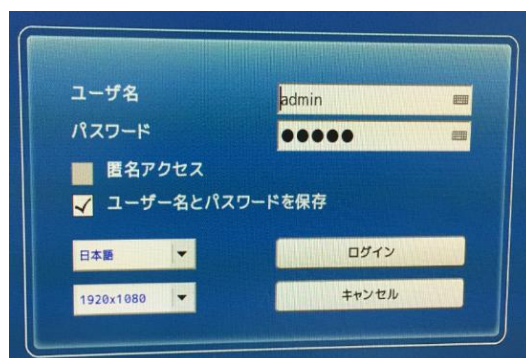 ユーザ名 admin
パスワード ●●●●●
匿名アクセス
ユーザー名とパスワードを保存
日本語 ログイン
1920x1080 キャンセル